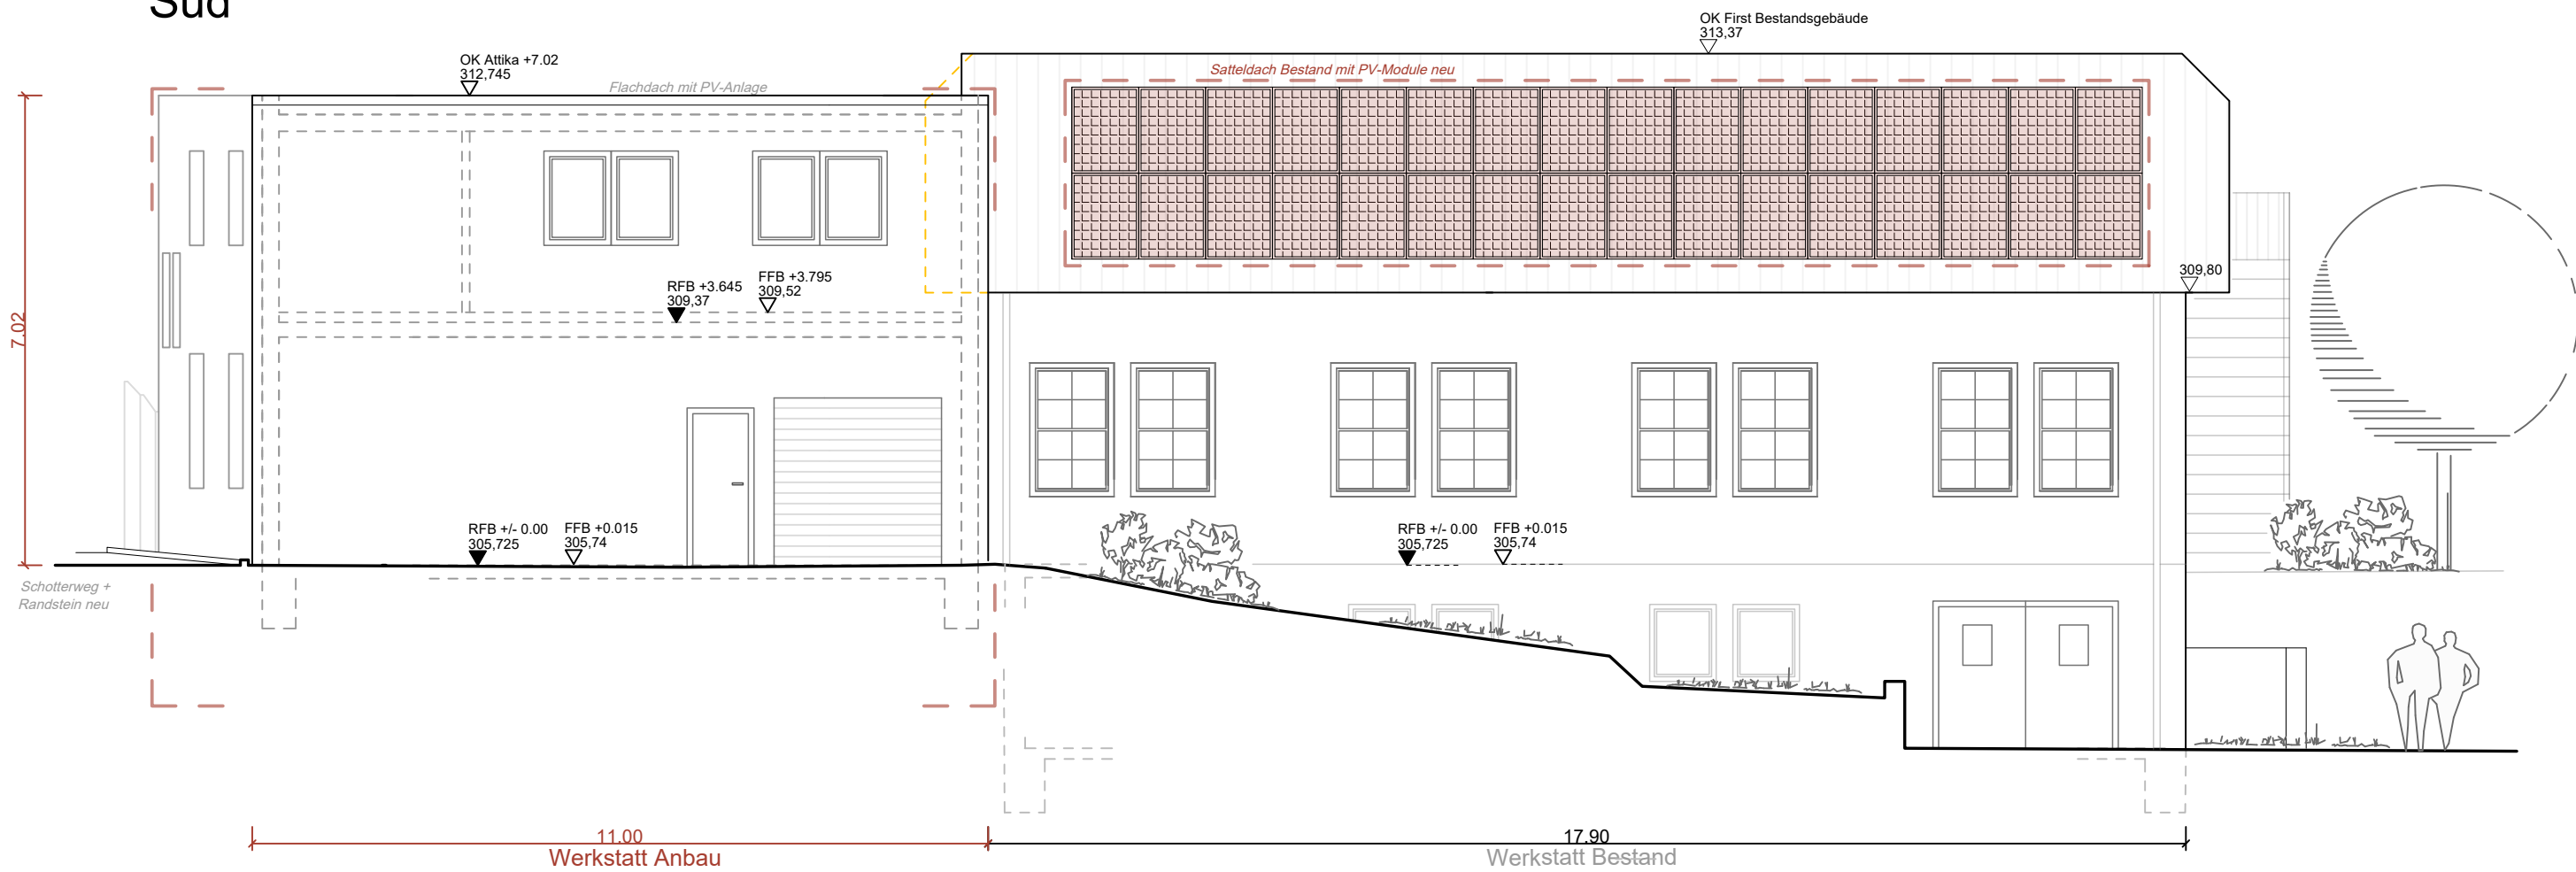 Süd
OK First Bestandsgebäude
313,37
OK Attika +7.02
312,745
Flachdach mit PV-Anlage
Satteldach Bestand mit PV-Module neu
309,80
FFB +3.795
309,52
RFB +3.645
309,37
7.02
RFB +/- 0.00
305,725
FFB +0.015
305,74
RFB +/- 0.00
305,725
FFB +0.015
305,74
Schotterweg +
Randstein neu
11.00
Werkstatt Anbau
17.90
Werkstatt Bestand